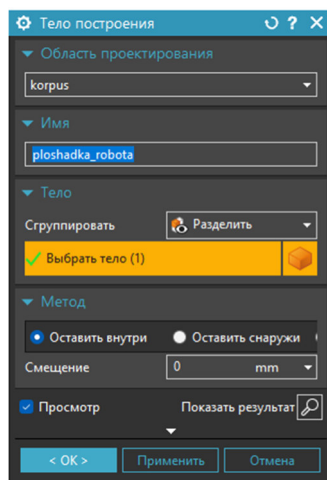 Тело построения
Область проектирования
korpus
Имя
ploshadka_robota
Тело
Сгруппировать Разделить
Выбрать тело (1)
Метод
Оставить внутри Оставить снаружи
Смещение 0 mm
Просмотр Показать результат
< OK > Применить Отмена